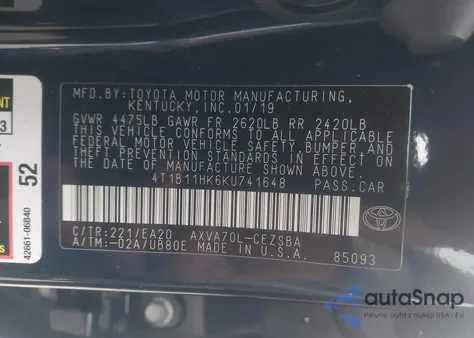 MFD.BY:TOYOTA MOTOR MANUFACTURING,
KENTUCKY, INC.01/19
GVWR 4475LB GAWR FR 2620LB RR 2420LB
THIS VEHICLE CONFORMS TO ALL APPLICABLE
FEDERAL MOTOR VEHICLE SAFETY, BUMPER, AND
THEFT PREVENTION STANDARDS IN EFFECT ON
THE DATE OF MANUFACTURE SHOWN ABOVE.
4T1B11HK6KU741648 PASS.CAR
C/TR:221/EA20 AXVA70L-CEZSBA
A/TM:-02A/UB80E MADE IN U.S.A.
85093
52
42661-06B40
autoSnap